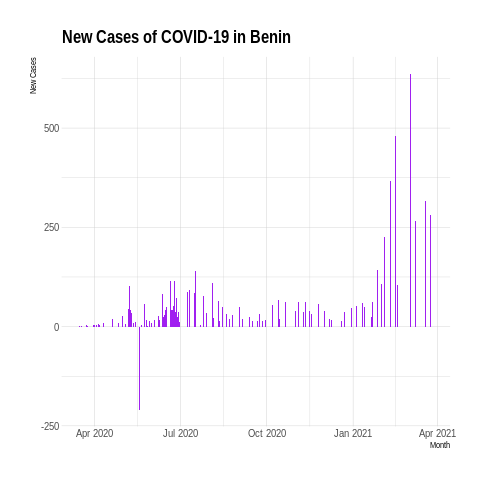 New Cases of COVID-19 in Benin
New Cases
500
250
0
-250
Apr 2020 Jul 2020 Oct 2020 Jan 2021 Apr 2021
Month